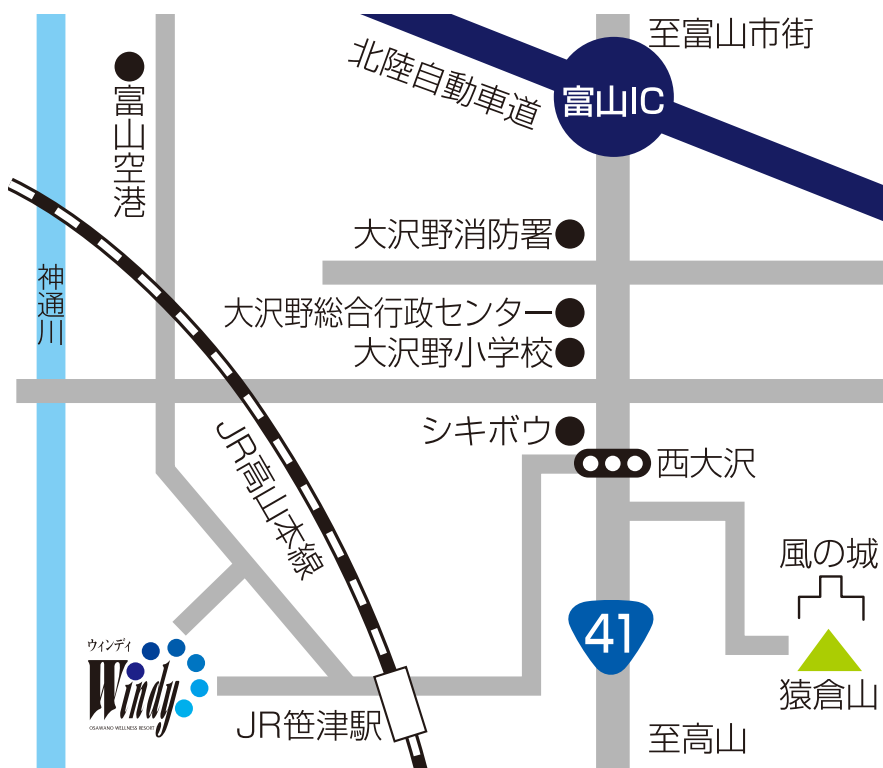 至富山市街
北陸自動車道
富山IC
富山空港
大沢野消防署
神通川
大沢野総合行政センター
大沢野小学校
シキボウ
西大沢
JR高山本線
風の城
41
ウィンディ
Windy
OSAWANO WELLNESS RESORT
猿倉山
JR笹津駅
至高山